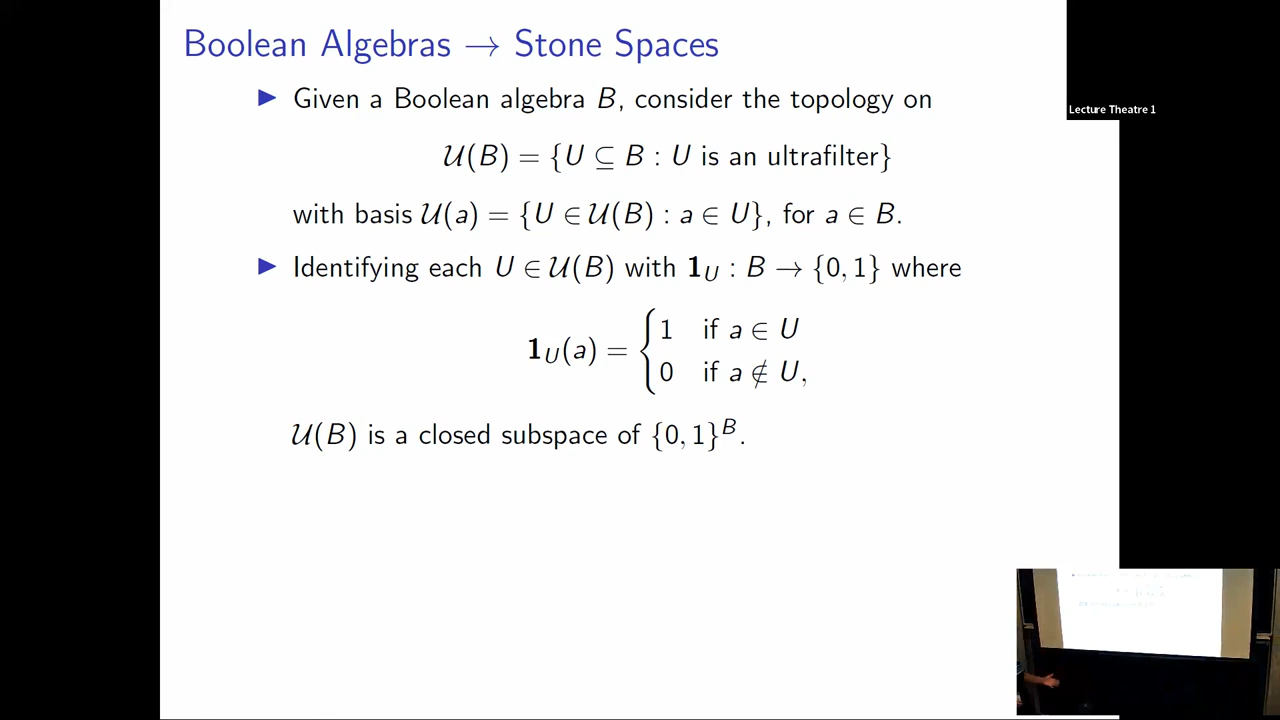 Boolean Algebras → Stone Spaces
▶ Given a Boolean algebra B, consider the topology on
𝒰(B) = {U ⊆ B : U is an ultrafilter}
with basis 𝒰(a) = {U ∈ 𝒰(B) : a ∈ U}, for a ∈ B.
▶ Identifying each U ∈ 𝒰(B) with 𝟏_U : B → {0, 1} where
𝟏_U(a) = { 1 if a ∈ U
0 if a ∉ U,
𝒰(B) is a closed subspace of {0, 1}^B.
Lecture Theatre 1